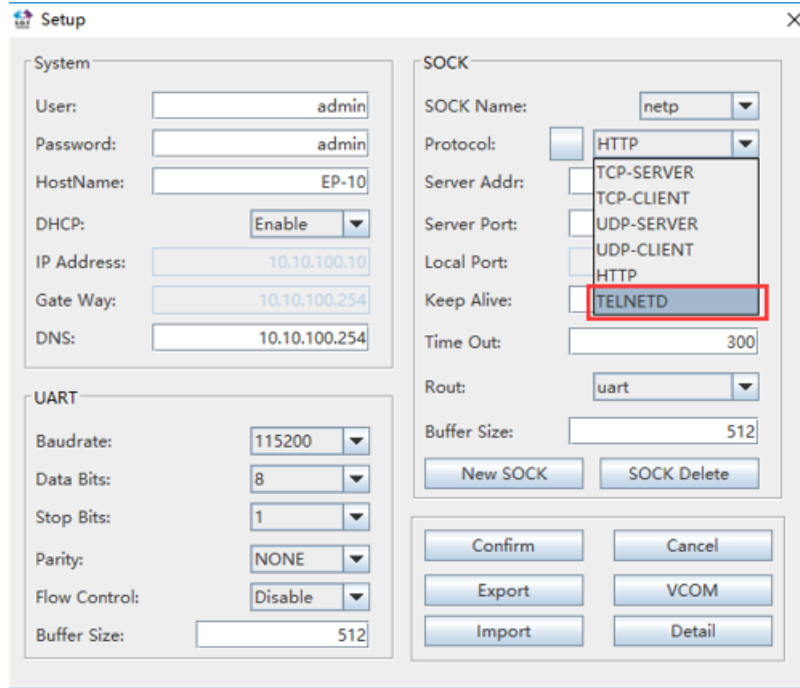 Setup
System
User: admin
Password: admin
HostName: EP-10
DHCP: Enable
IP Address: 10.10.100.10
Gate Way: 10.10.100.254
DNS: 10.10.100.254
UART
Baudrate: 115200
Data Bits: 8
Stop Bits: 1
Parity: NONE
Flow Control: Disable
Buffer Size: 512
SOCK
SOCK Name: netp
Protocol: HTTP
TCP-SERVER
Server Addr:
TCP-CLIENT
Server Port: UDP-SERVER
UDP-CLIENT
Local Port:
HTTP
Keep Alive: TELNETD
Time Out: 300
Rout: uart
Buffer Size: 512
New SOCK SOCK Delete
Confirm Cancel
Export VCOM
Import Detail